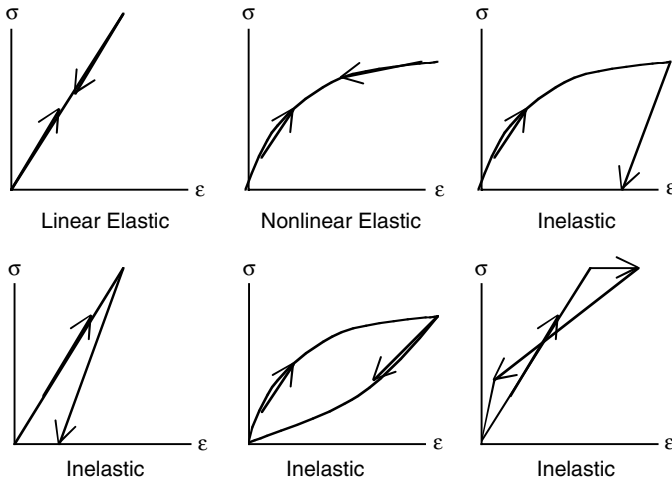 σ
ε
Linear Elastic
σ
ε
Nonlinear Elastic
σ
ε
Inelastic
σ
ε
Inelastic
σ
ε
Inelastic
σ
ε
Inelastic